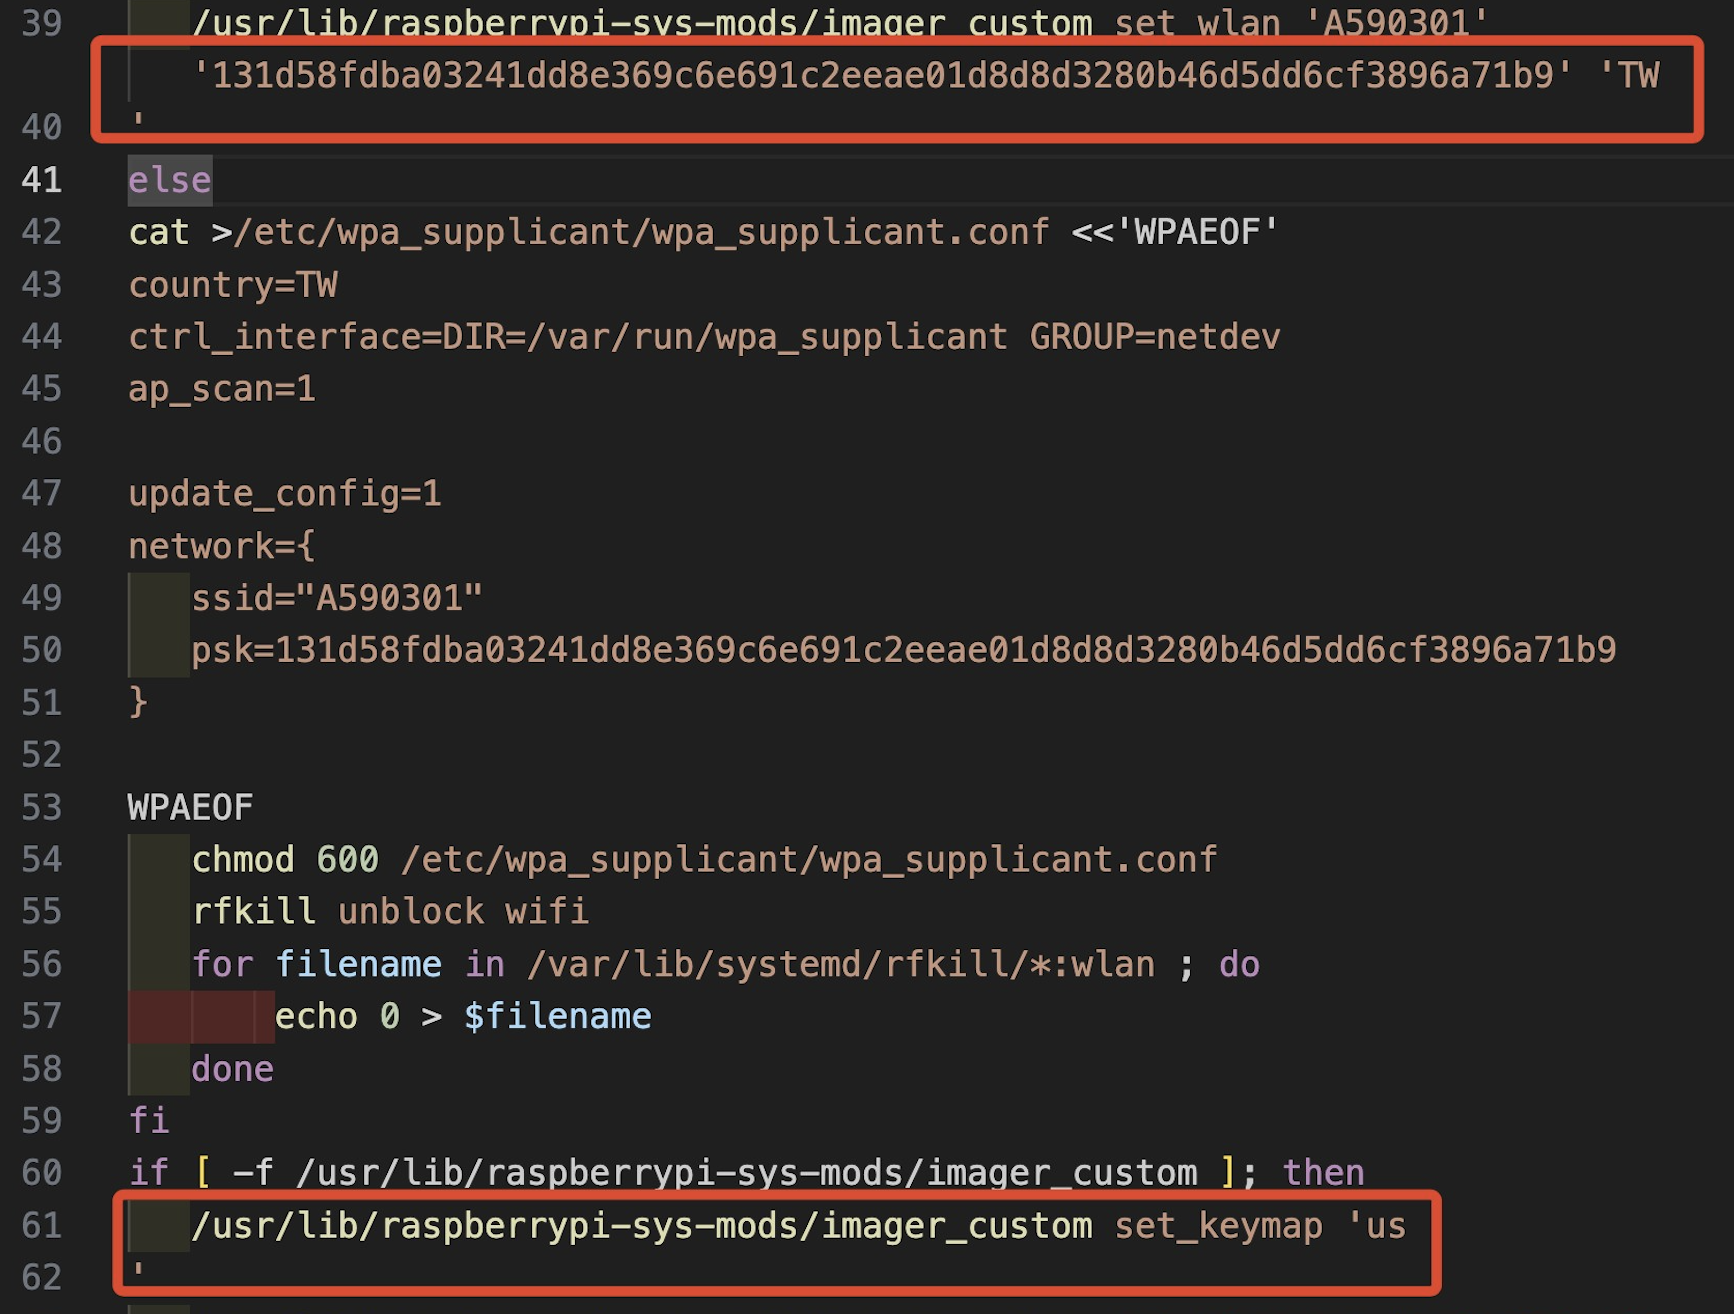 39 /usr/lib/raspberrypi-sys-mods/imager_custom set_wlan 'A590301'
'131d58fdba03241dd8e369c6e691c2eeae01d8d8d3280b46d5dd6cf3896a71b9' 'TW
40 '
41 else
42 cat >/etc/wpa_supplicant/wpa_supplicant.conf <<'WPAEOF'
43 country=TW
44 ctrl_interface=DIR=/var/run/wpa_supplicant GROUP=netdev
45 ap_scan=1
46
47 update_config=1
48 network={
49 ssid="A590301"
50 psk=131d58fdba03241dd8e369c6e691c2eeae01d8d8d3280b46d5dd6cf3896a71b9
51 }
52
53 WPAEOF
54 chmod 600 /etc/wpa_supplicant/wpa_supplicant.conf
55 rfkill unblock wifi
56 for filename in /var/lib/systemd/rfkill/*:wlan ; do
57 echo 0 > $filename
58 done
59 fi
60 if [ -f /usr/lib/raspberrypi-sys-mods/imager_custom ]; then
61 /usr/lib/raspberrypi-sys-mods/imager_custom set_keymap 'us
62 '